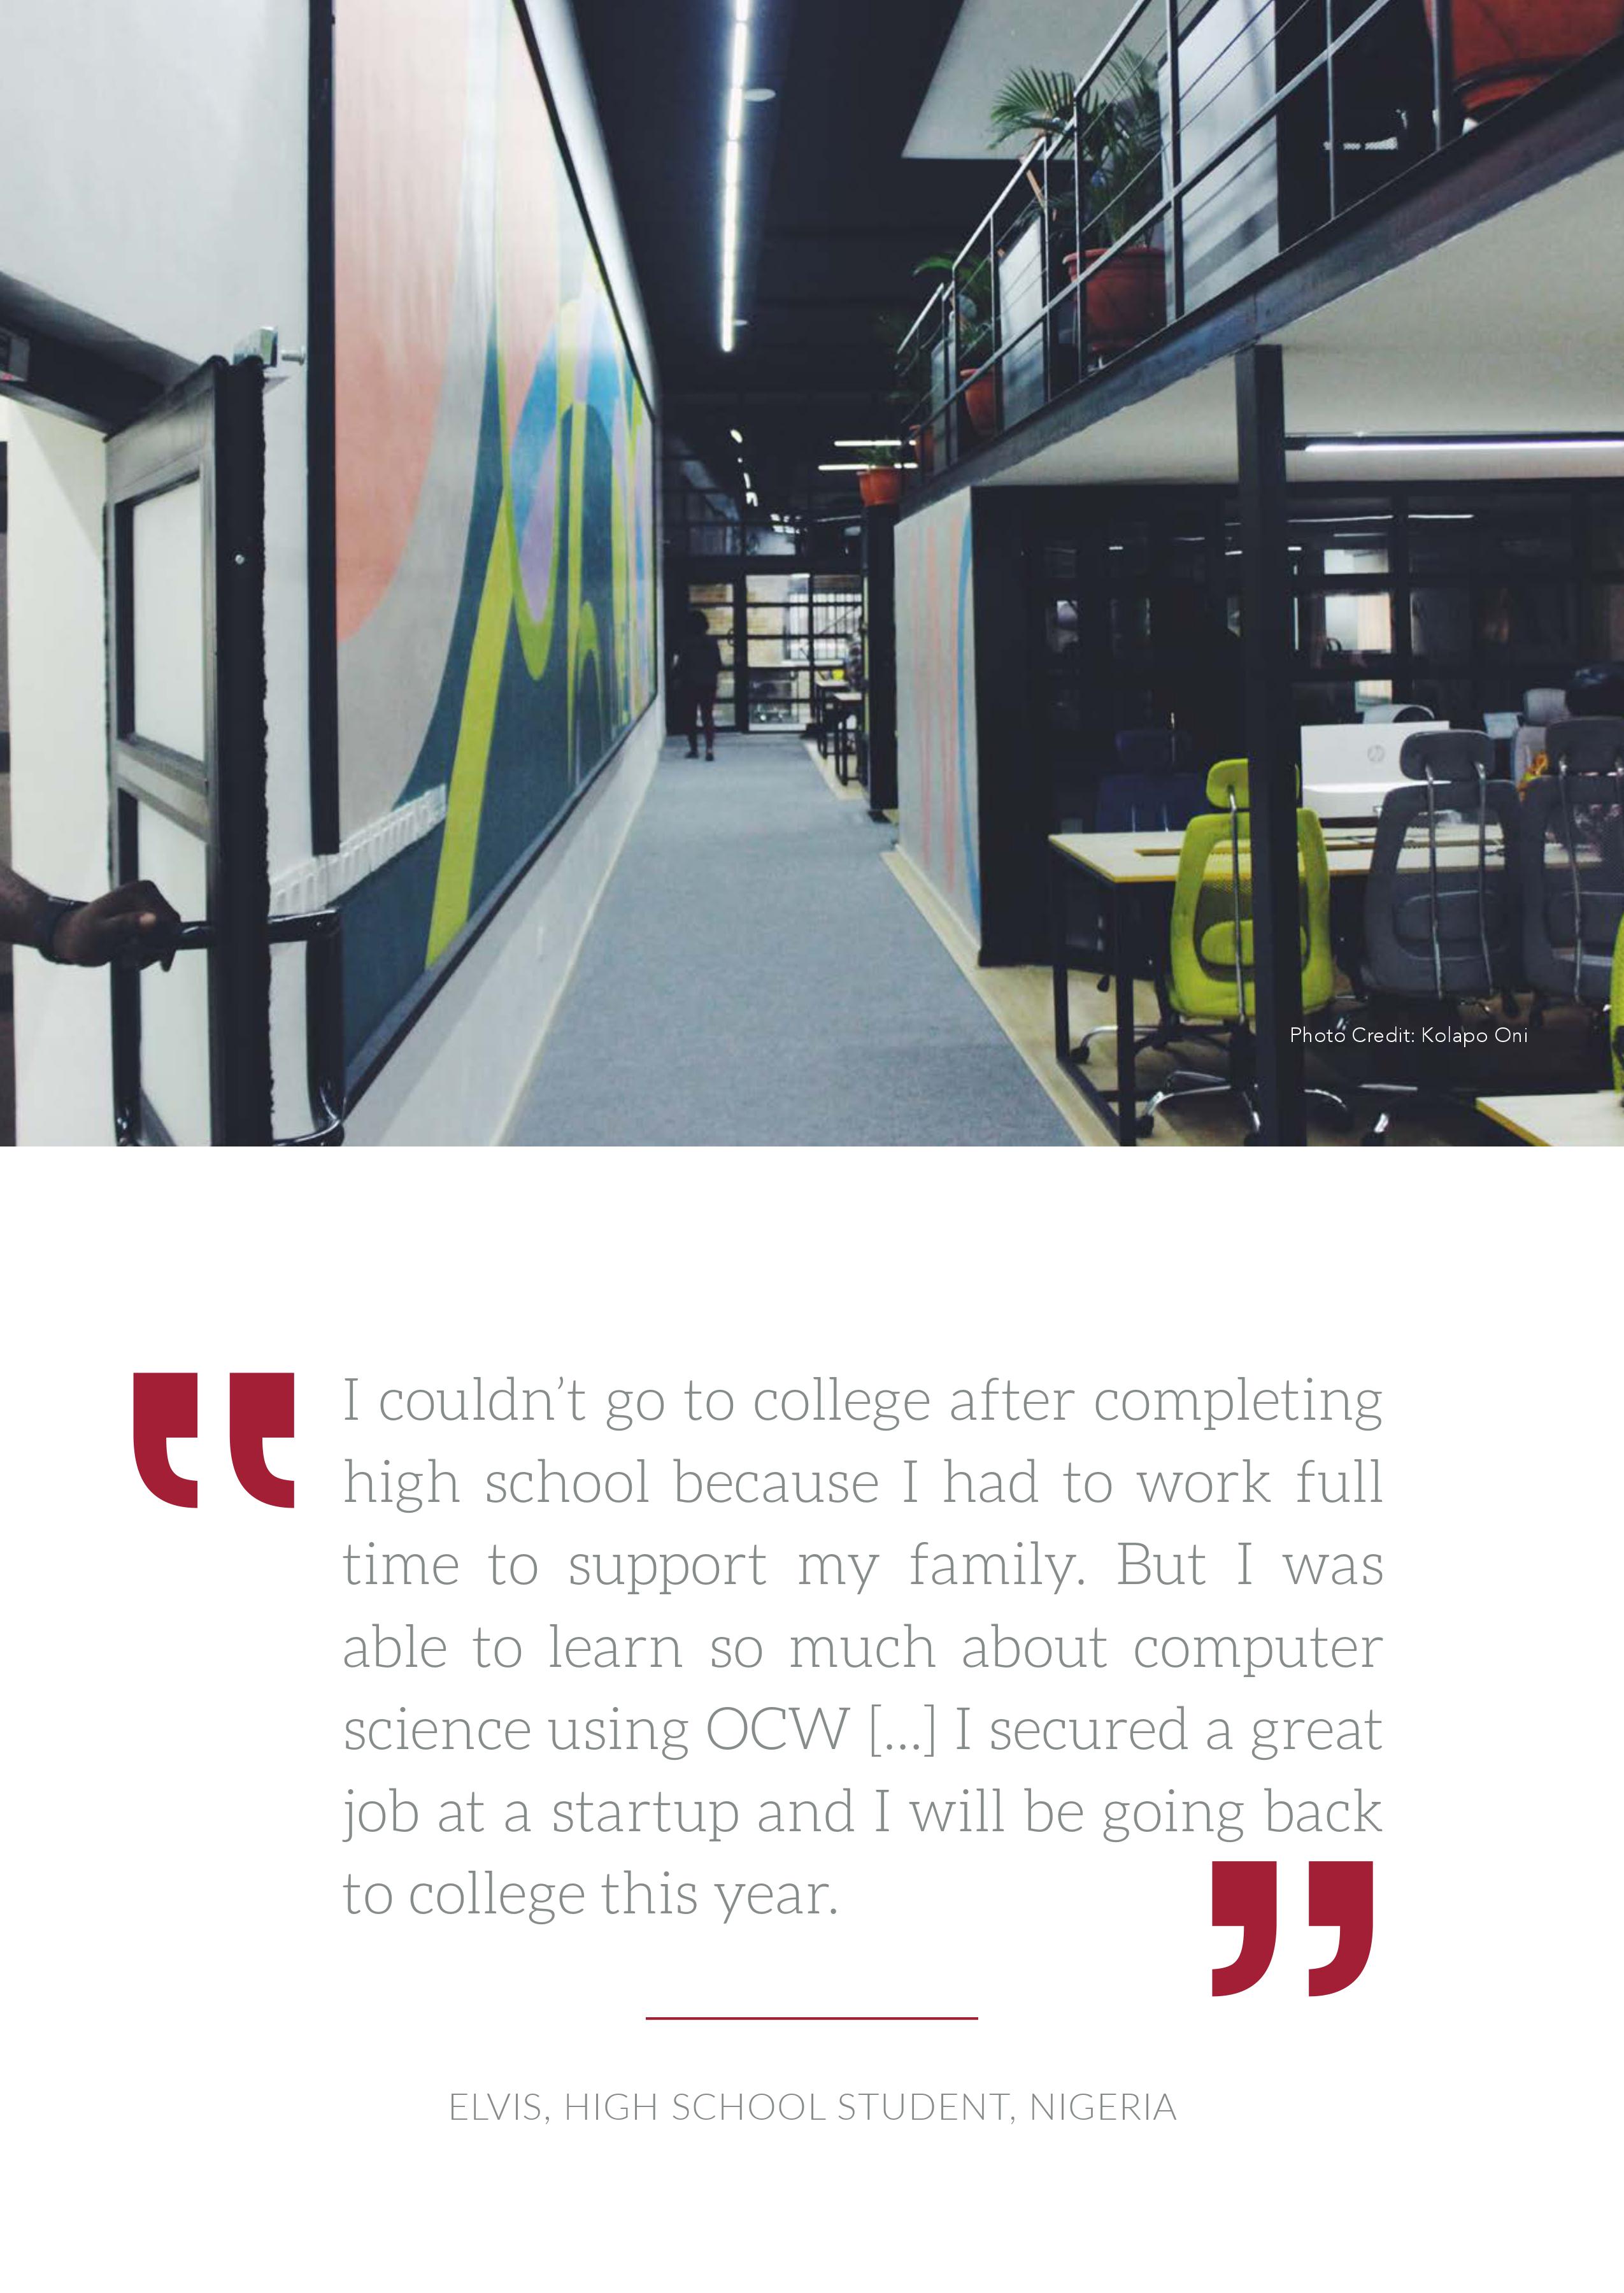 Photo Credit: Kolapo Oni
“
I couldn’t go to college after completing
high school because I had to work full
time to support my family. But I was
able to learn so much about computer
science using OCW [...] I secured a great
job at a startup and I will be going back
to college this year.
”
ELVIS, HIGH SCHOOL STUDENT, NIGERIA